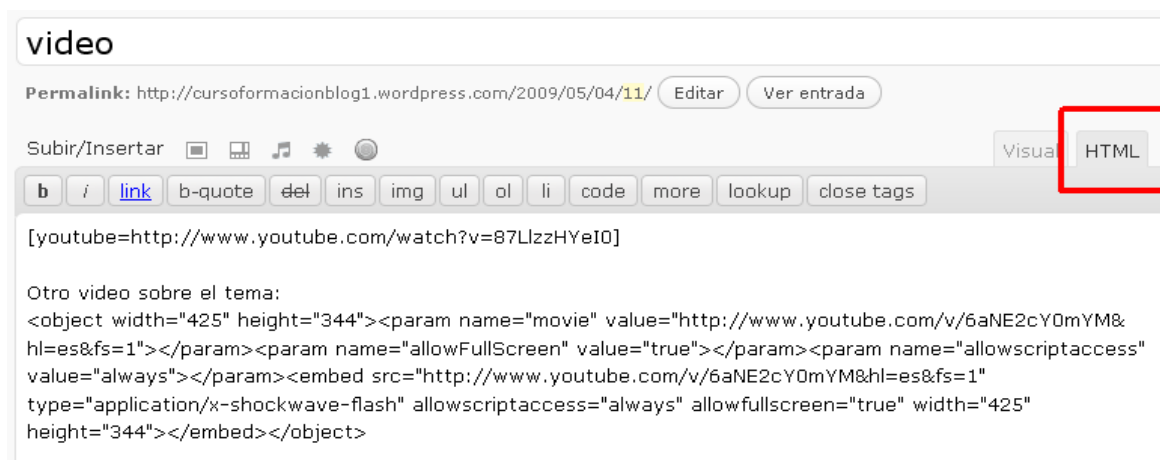 video
Permalink: http://cursoformacionblog1.wordpress.com/2009/05/04/11/ Editar Ver entrada
Subir/Insertar Visual HTML
b i link b-quote del ins img ul ol li code more lookup close tags
[youtube=http://www.youtube.com/watch?v=87LlzzHYeI0]
Otro video sobre el tema:
<object width="425" height="344"><param name="movie" value="http://www.youtube.com/v/6aNE2cY0mYM&
hl=es&fs=1"></param><param name="allowFullScreen" value="true"></param><param name="allowscriptaccess"
value="always"></param><embed src="http://www.youtube.com/v/6aNE2cY0mYM&hl=es&fs=1"
type="application/x-shockwave-flash" allowscriptaccess="always" allowfullscreen="true" width="425"
height="344"></embed></object>